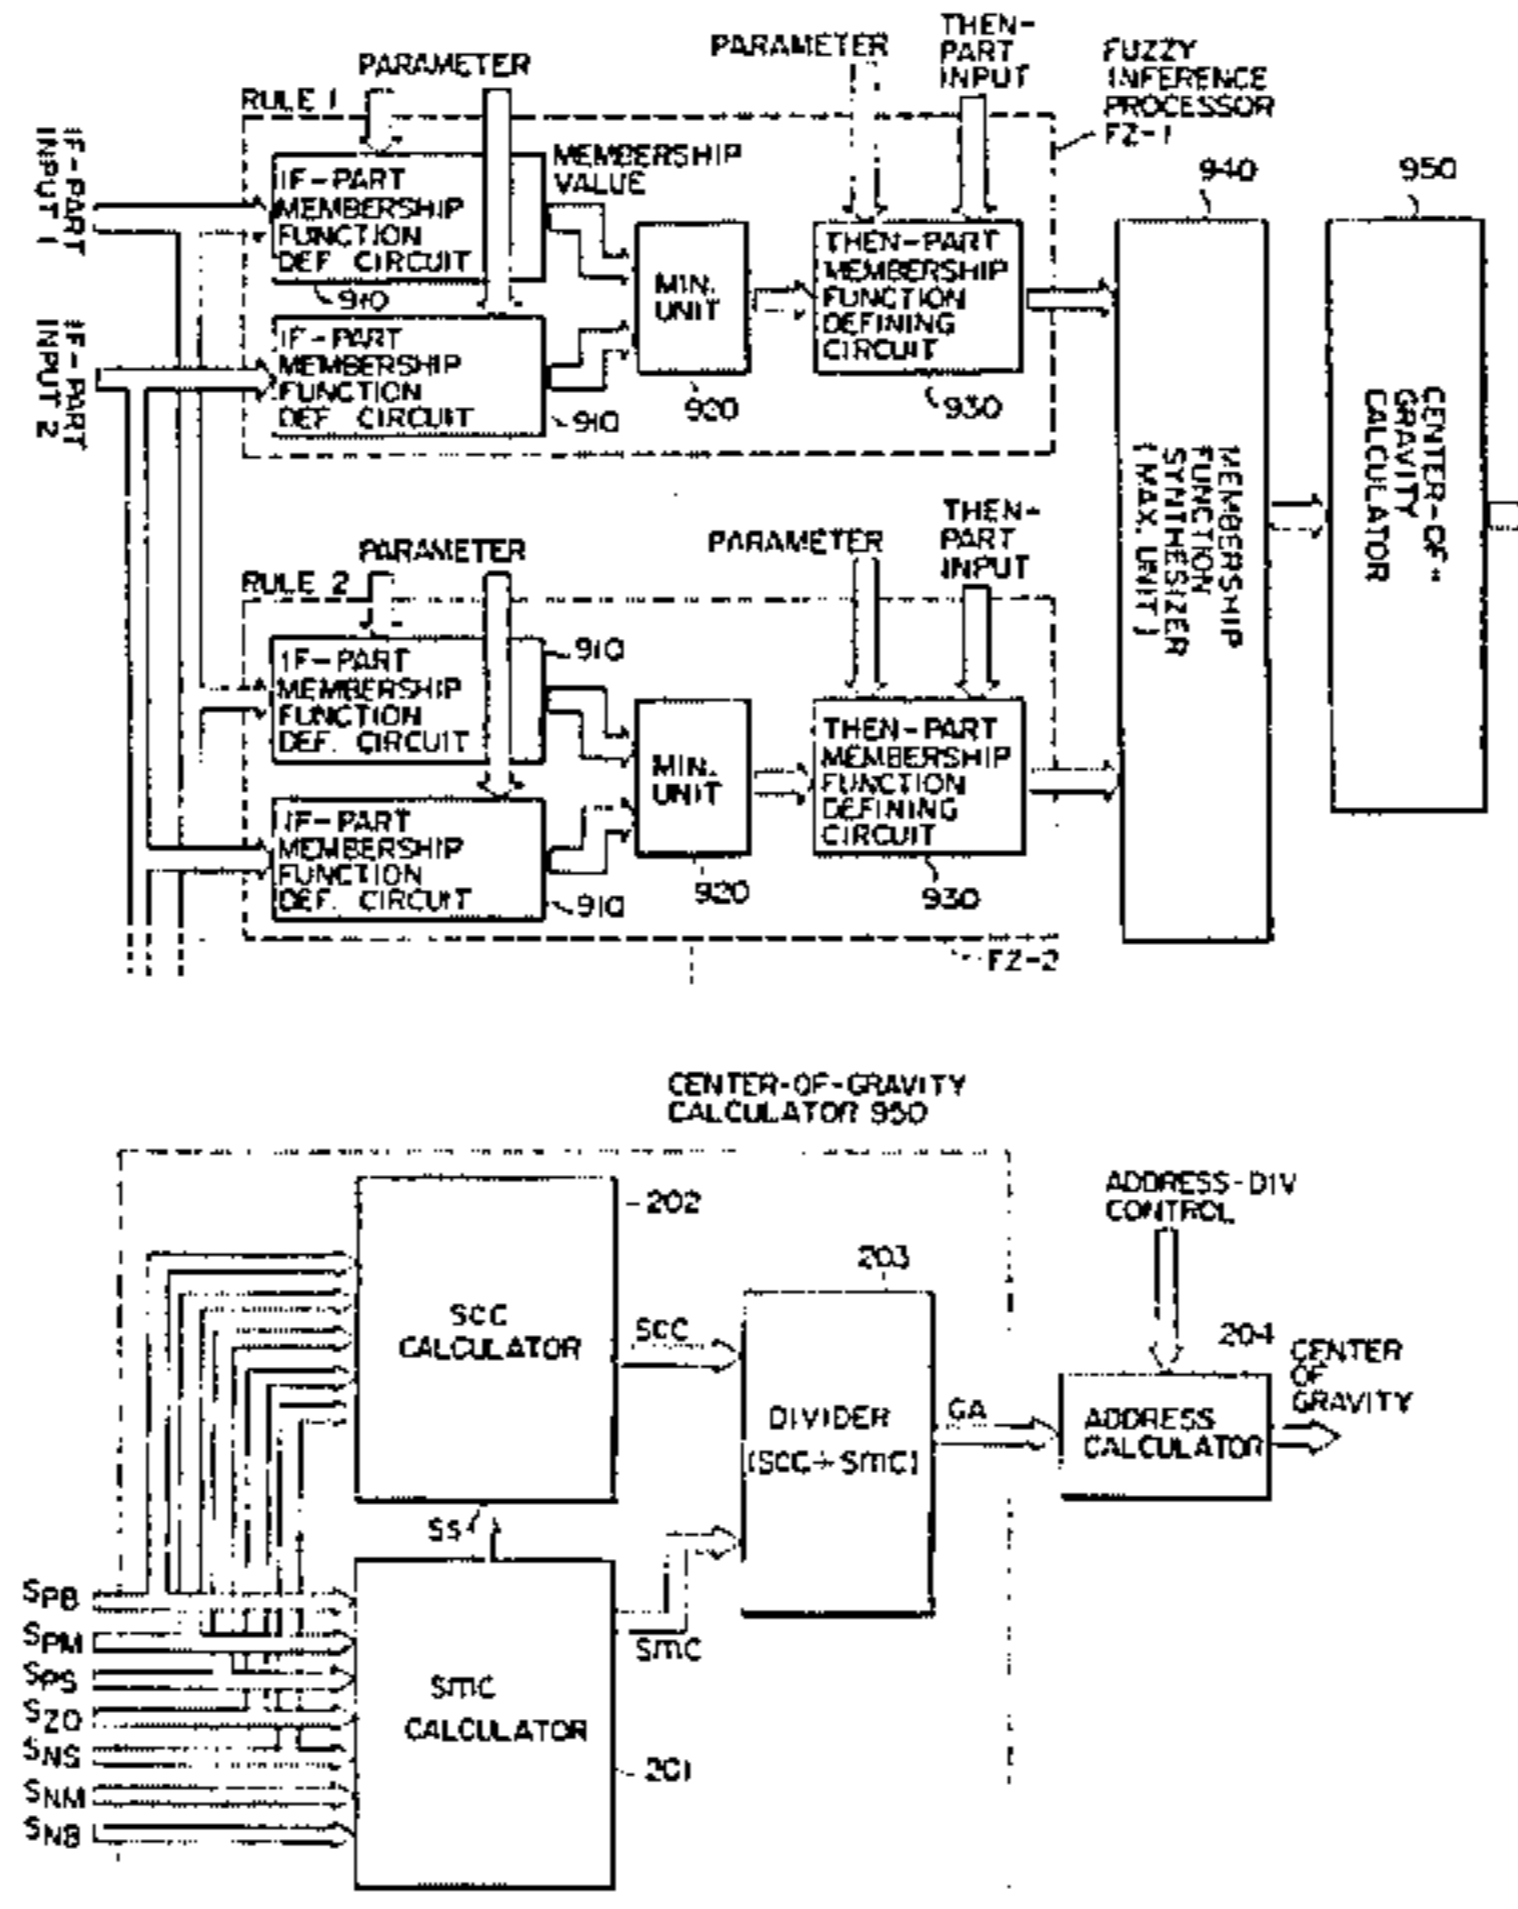 PARAMETER
RULE 1
IF-PART
INPUT 1
IF-PART
MEMBERSHIP
FUNCTION
DEF. CIRCUIT
910
MEMBERSHIP
VALUE
IF-PART
INPUT 2
IF-PART
MEMBERSHIP
FUNCTION
DEF. CIRCUIT
910
MIN.
UNIT
920
PARAMETER
THEN-
PART
INPUT
THEN-PART
MEMBERSHIP
FUNCTION
DEFINING
CIRCUIT
930
FUZZY
INFERENCE
PROCESSOR
FZ-1
940
950
MEMBERSHIP
FUNCTION
SYNTHESIZER
(MAX. UNIT)
CENTER-OF-
GRAVITY
CALCULATOR
PARAMETER
RULE 2
IF-PART
MEMBERSHIP
FUNCTION
DEF. CIRCUIT
910
IF-PART
MEMBERSHIP
FUNCTION
DEF. CIRCUIT
910
MIN.
UNIT
920
PARAMETER
THEN-
PART
INPUT
THEN-PART
MEMBERSHIP
FUNCTION
DEFINING
CIRCUIT
930
FZ-2
CENTER-OF-GRAVITY
CALCULATOR 950
202
SCC
CALCULATOR
SCC
203
DIVIDER
(SCC÷SMC)
GA
ADDRESS-DIV
CONTROL
204
ADDRESS
CALCULATOR
CENTER
OF
GRAVITY
SS
SMC
SPB
SPM
SPS
SZO
SNS
SNM
SNB
SMC
CALCULATOR
201